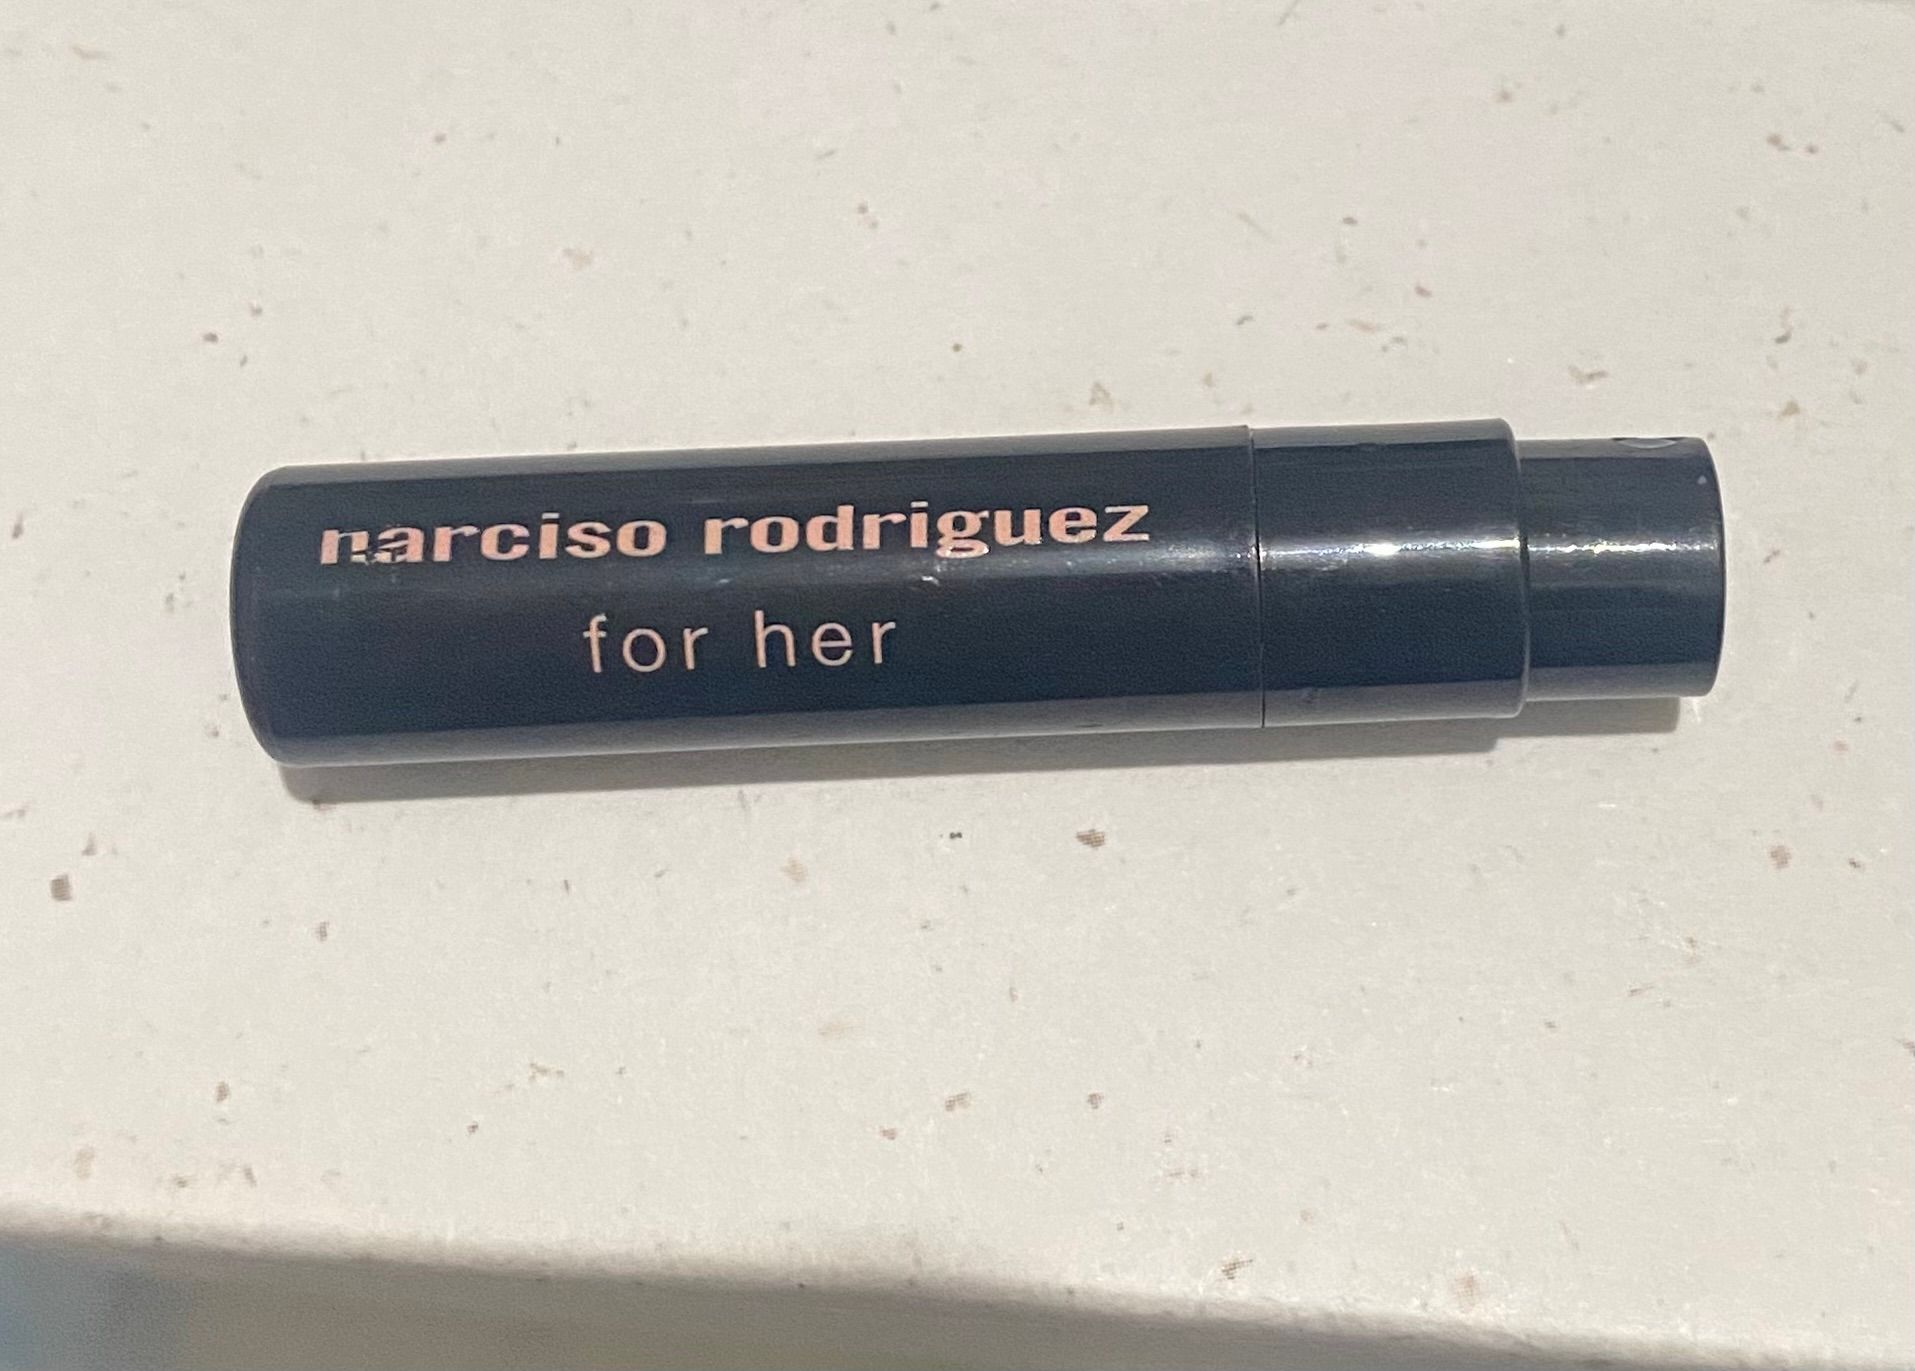 narciso rodriguez
for her